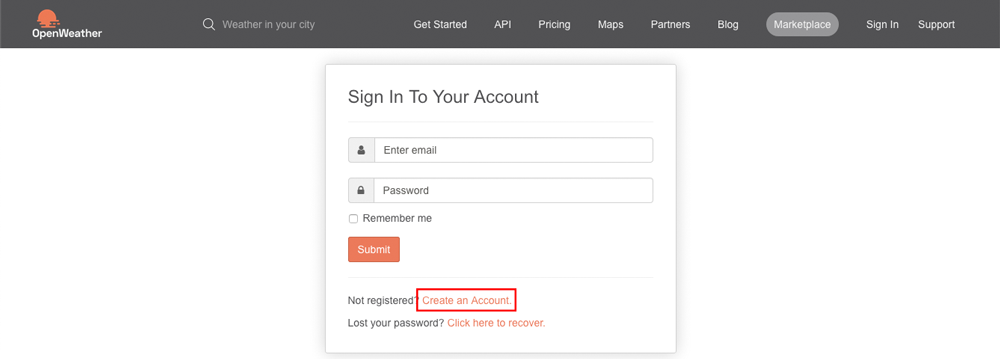 OpenWeather
Weather in your city
Get Started
API
Pricing
Maps
Partners
Blog
Marketplace
Sign In
Support
Sign In To Your Account
Enter email
Password
Remember me
Submit
Not registered? Create an Account.
Lost your password? Click here to recover.